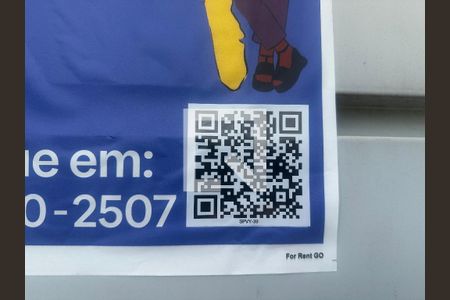 ue em:
0-2507
SPVY-39
For Rent GO